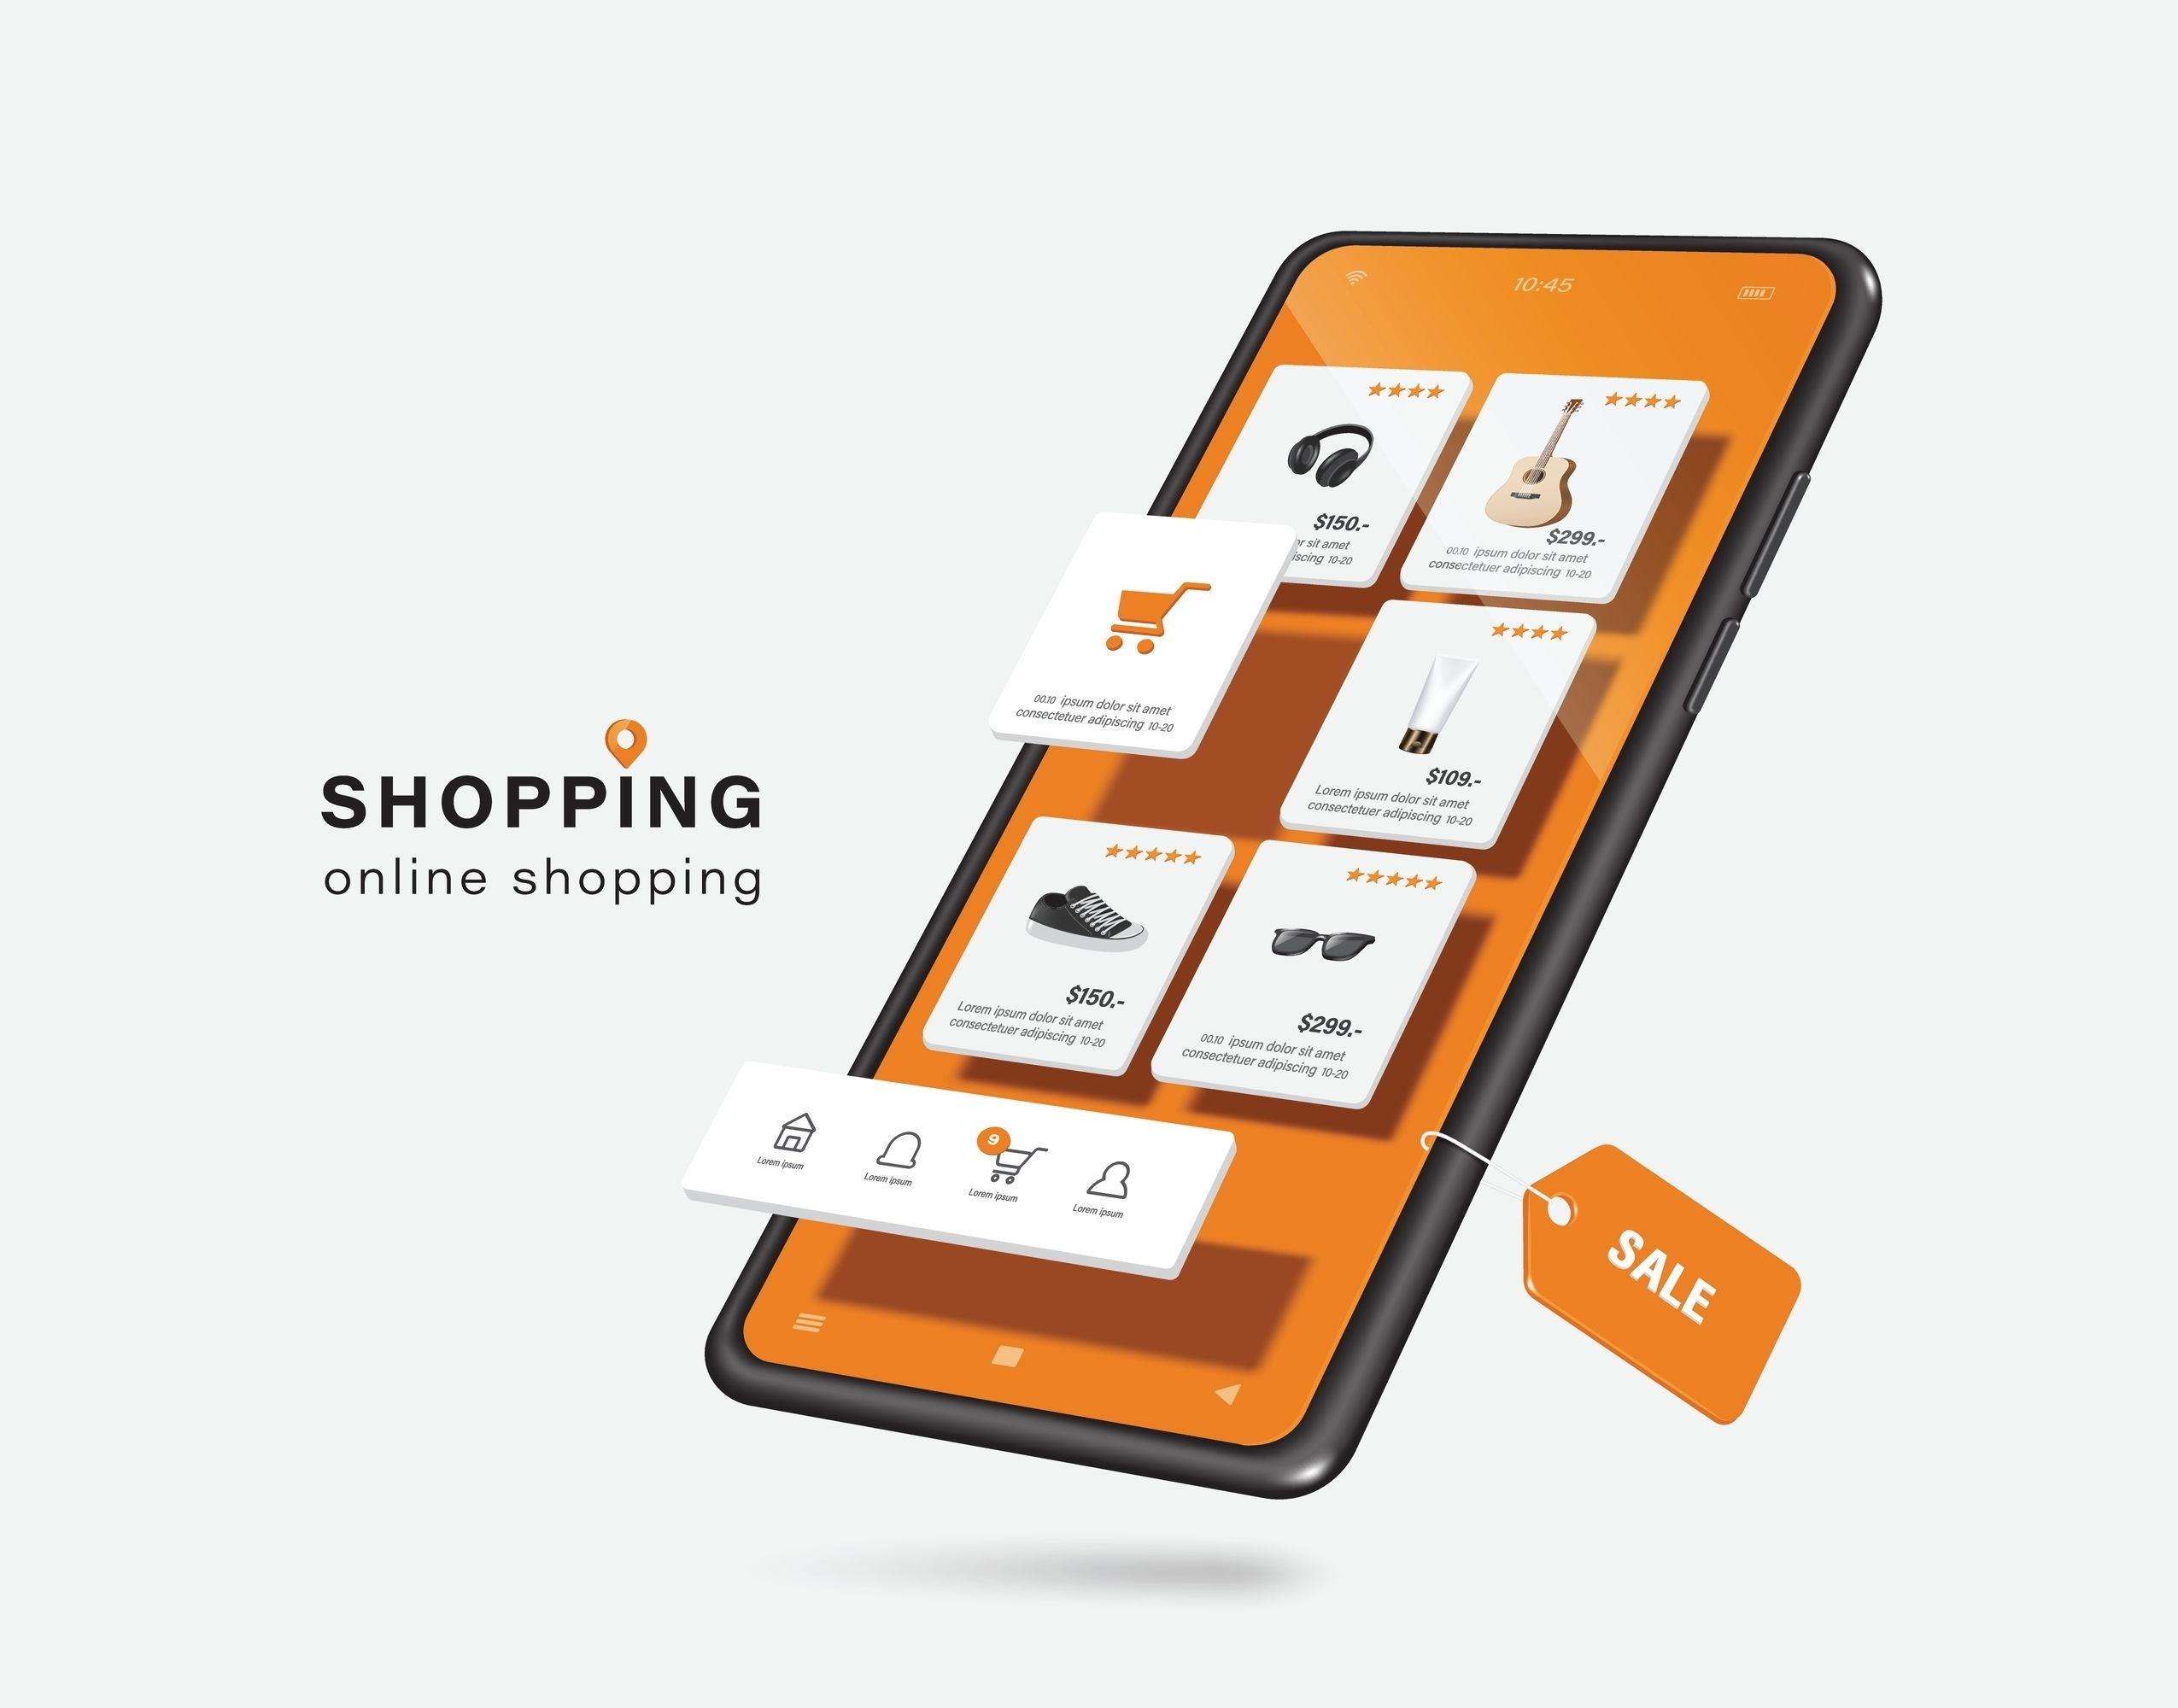 SHOPPING
online shopping
10:45
$150.-
sit amet
10-20
$299.-
00.10 ipsum dolor sit amet
consectetuer adipiscing 10-20
00.10 ipsum dolor sit amet
consectetuer adipiscing 10-20
$109.-
Lorem ipsum dolor sit amet
consectetuer adipiscing 10-20
$150.-
Lorem ipsum dolor sit amet
consectetuer adipiscing 10-20
$299.-
00.10 ipsum dolor sit amet
consectetuer adipiscing 10-20
9
Lorem ipsum
Lorem ipsum
Lorem ipsum
Lorem ipsum
SALE